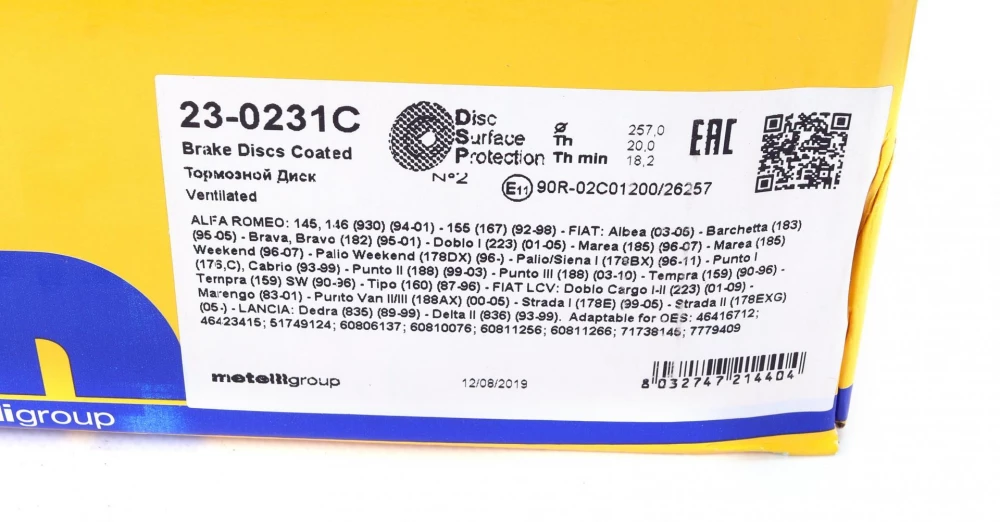 23-0231C
Brake Discs Coated
Тормозной Диск
Ventilated
Disc
Surface
Protection
N°2
Ø 257,0
Th 20,0
Th min 18,2
EAC
E11 90R-02C01200/26257
ALFA ROMEO: 145, 146 (930) (94-01) - 155 (167) (92-98) - FIAT: Albea (03-05) - Barchetta (183)
(95-05) - Brava, Bravo (182) (95-01) - Doblo I (223) (01-05) - Marea (185) (96-07) - Marea (185)
Weekend (96-07) - Palio Weekend (178DX) (96-) - Palio/Siena I (178BX) (96-11) - Punto I
(176,C), Cabrio (93-99) - Punto II (188) (99-03) - Punto III (188) (03-10) - Tempra (159) (90-96) -
Tempra (159) SW (90-96) - Tipo (160) (87-96) - FIAT LCV: Doblo Cargo I-II (223) (01-09) -
Marengo (83-01) - Punto Van II/III (188AX) (00-05) - Strada I (178E) (99-05) - Strada II (178EXG)
(05-) - LANCIA: Dedra (835) (89-99) - Delta II (836) (93-99). Adaptable for OES: 46416712;
46423415; 51749124; 60806137; 60810076; 60811256; 60811266; 71738145; 7779409
metelligroup
12/08/2019
8 032747 214404
ligroup